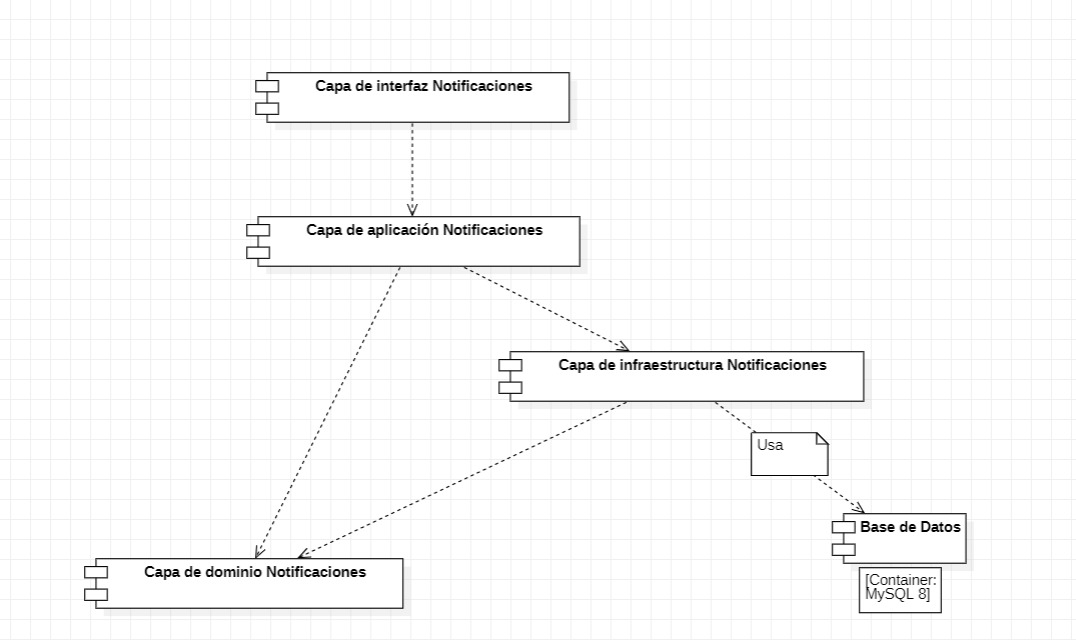 Capa de interfaz Notificaciones
Capa de aplicación Notificaciones
Capa de infraestructura Notificaciones
Usa
Base de Datos
Capa de dominio Notificaciones
[Container:
MySQL 8]